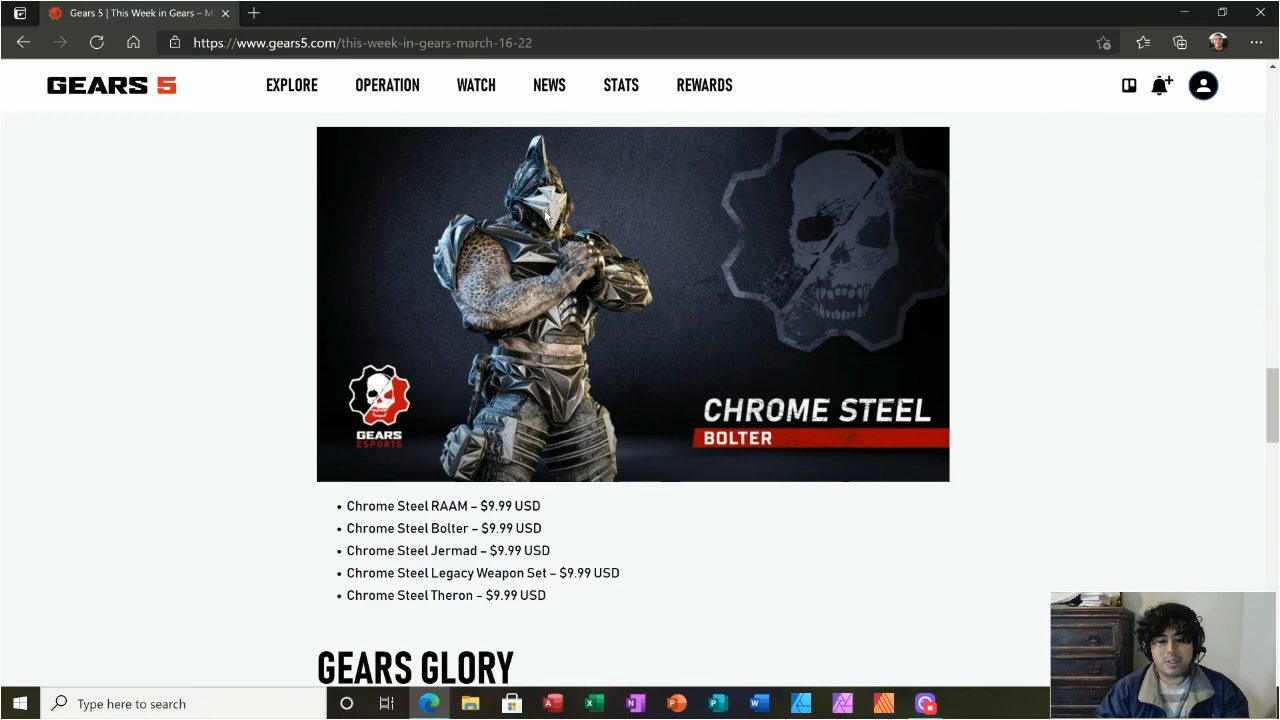 Gears 5 | This Week in Gears – M
https://www.gears5.com/this-week-in-gears-march-16-22
GEARS 5
EXPLORE
OPERATION
WATCH
NEWS
STATS
REWARDS
GEARS
ESPORTS
CHROME STEEL
BOLTER
• Chrome Steel RAAM – $9.99 USD
• Chrome Steel Bolter – $9.99 USD
• Chrome Steel Jermad – $9.99 USD
• Chrome Steel Legacy Weapon Set – $9.99 USD
• Chrome Steel Theron – $9.99 USD
GEARS GLORY
Type here to search